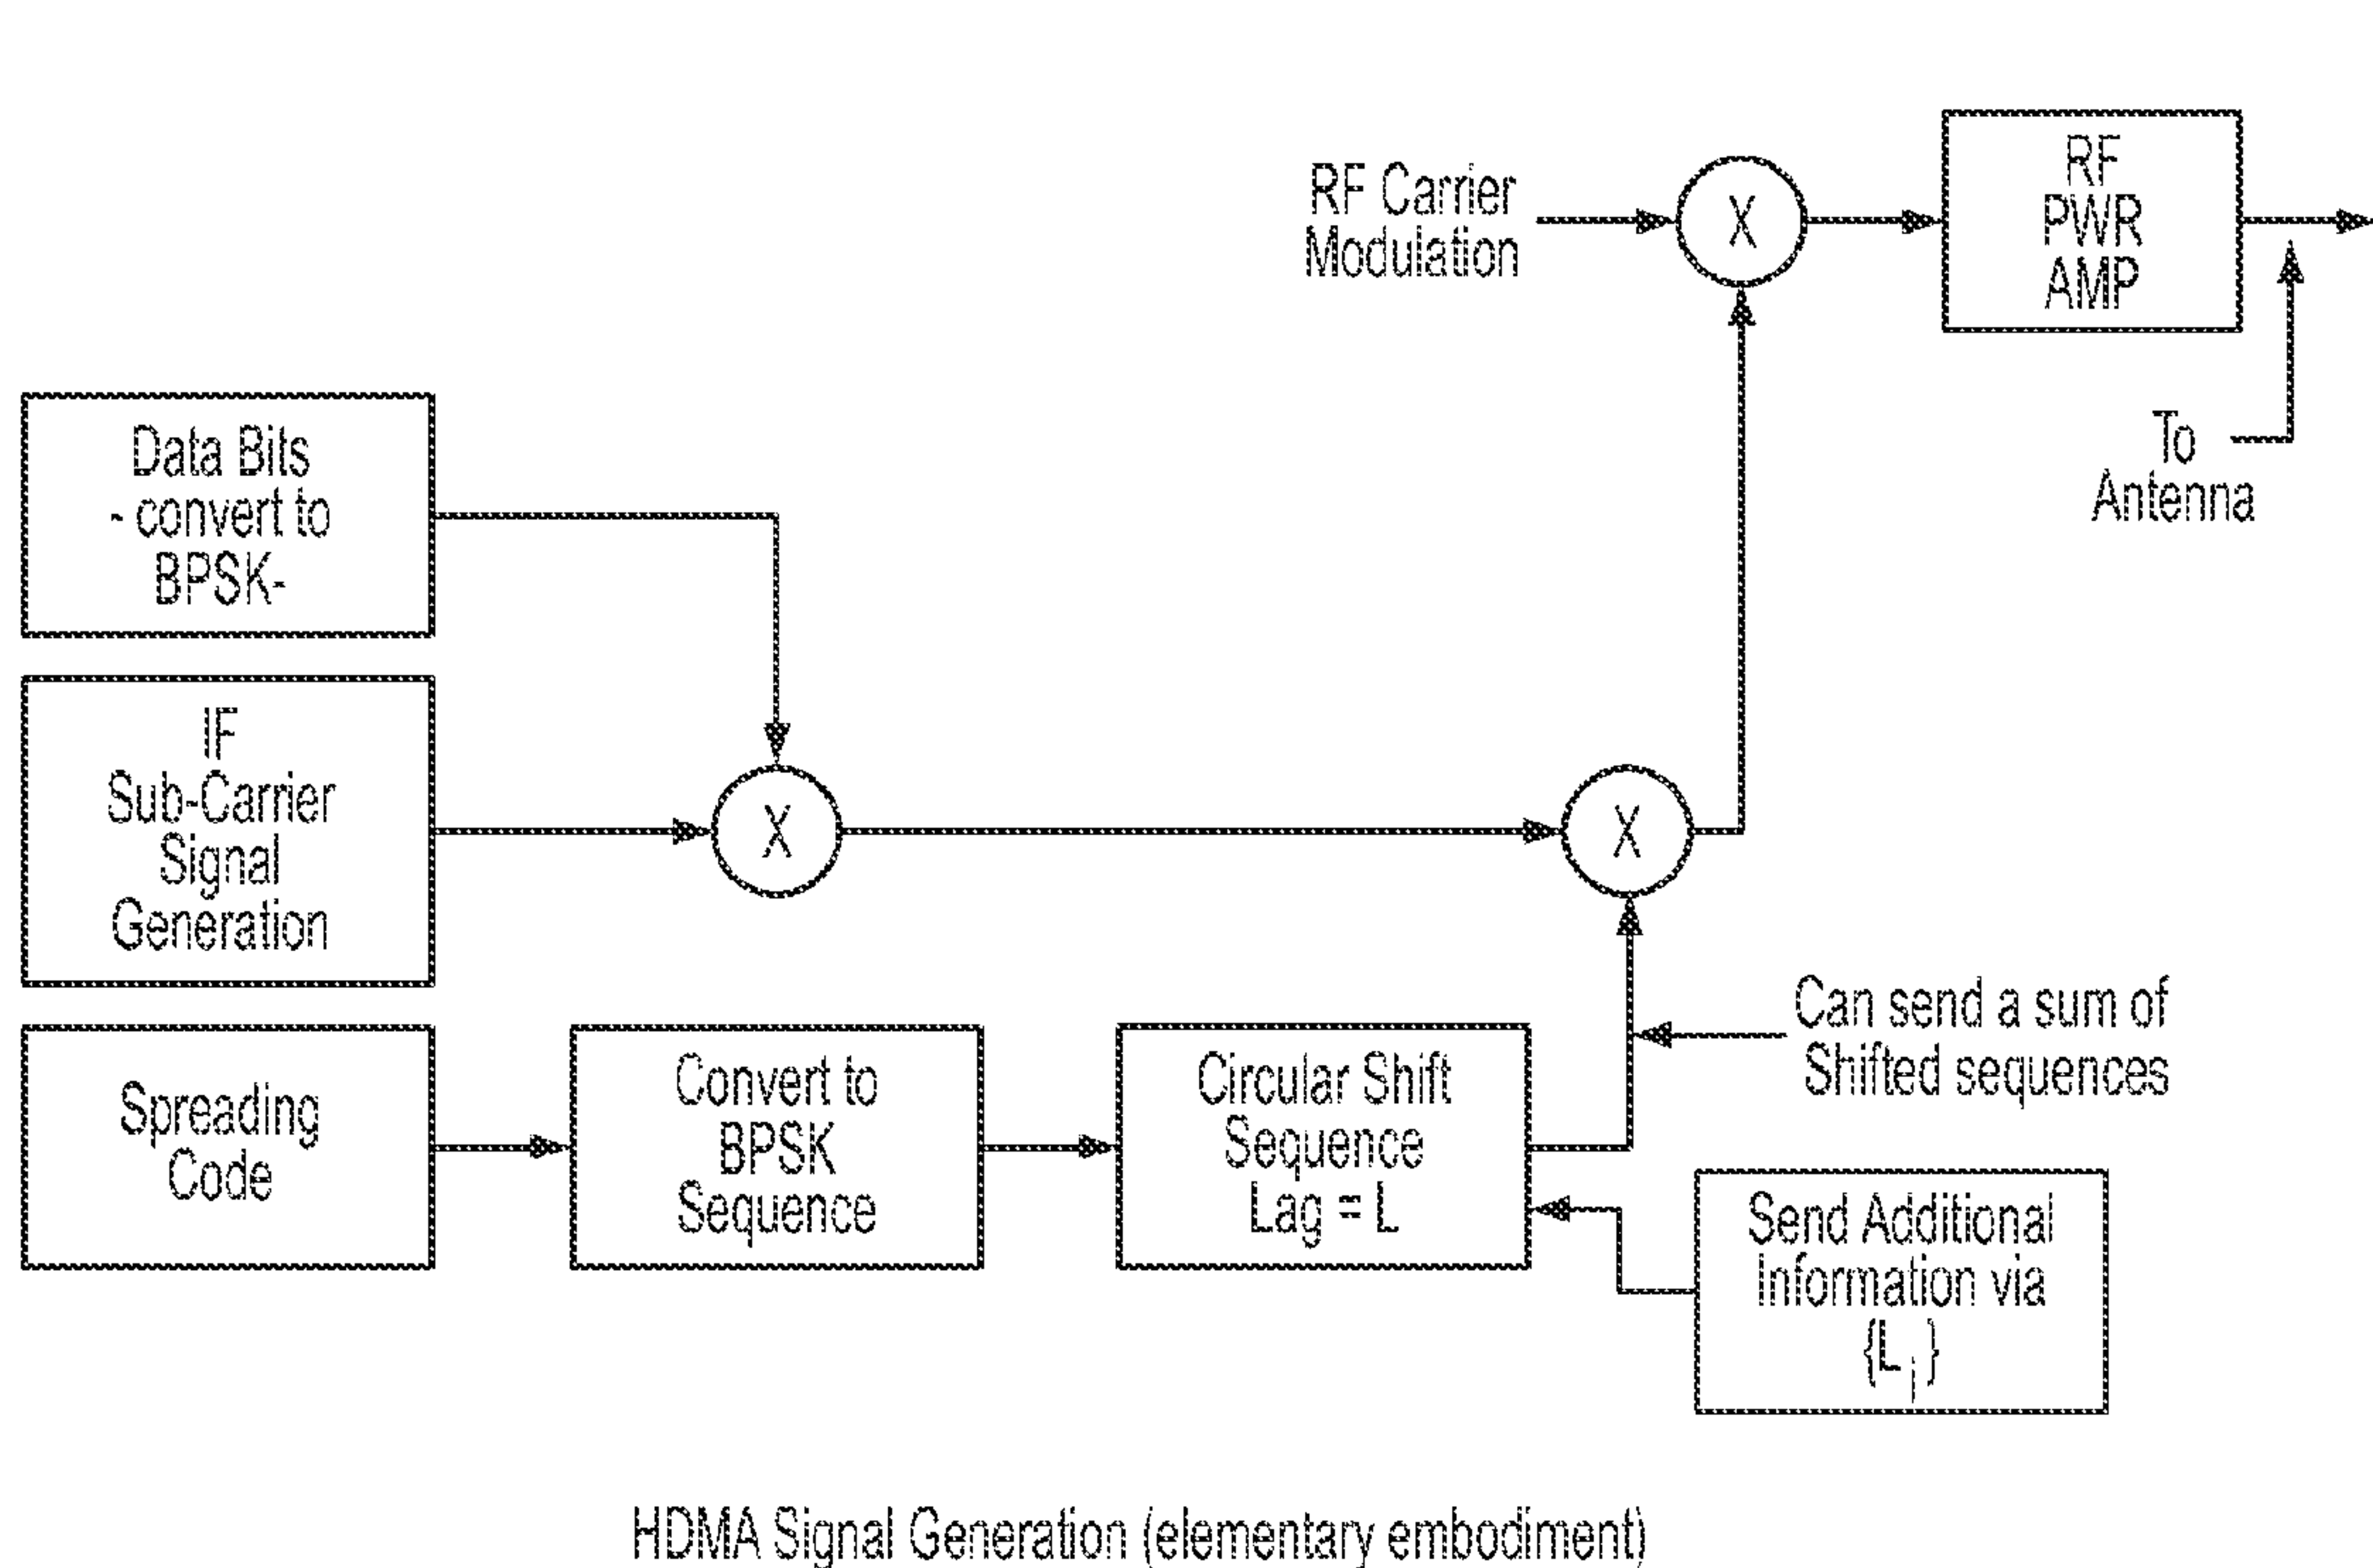 RF Carrier
Modulation
X
RF
PWR
AMP
To
Antenna
Data Bits
- convert to
BPSK-
IF
Sub-Carrier
Signal
Generation
X
X
Can send a sum of
Shifted sequences
Spreading
Code
Convert to
BPSK
Sequence
Circular Shift
Sequence
Lag = L
Send Additional
Information via
{L j }
HDMA Signal Generation (elementary embodiment)